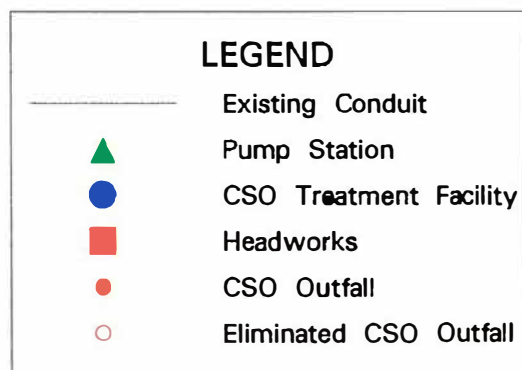 LEGEND
Existing Conduit
Pump Station
CSO Treatment Facility
Headworks
CSO Outfall
Eliminated CSO Outfall